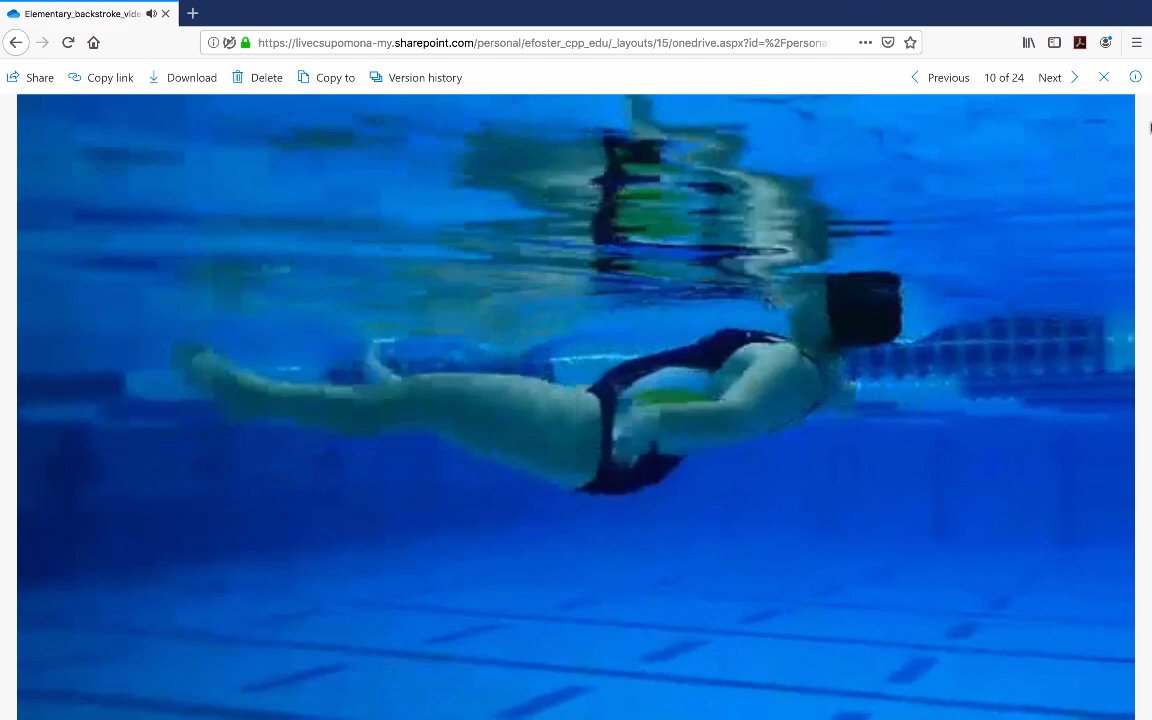 Elementary_backstroke_vide
https://livecsupomona-my.sharepoint.com/personal/efoster_cpp_edu/_layouts/15/onedrive.aspx?id=%2Fpersona
Share Copy link Download Delete Copy to Version history Previous 10 of 24 Next